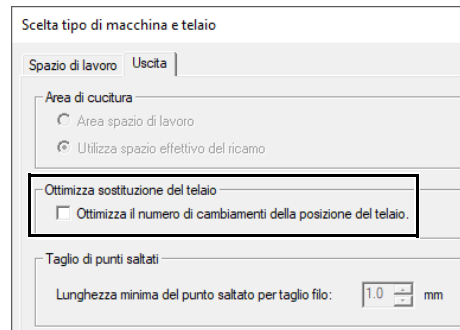 Scelta tipo di macchina e telaio
Spazio di lavoro Uscita
Area di cucitura
Area spazio di lavoro
Utilizza spazio effettivo del ricamo
Ottimizza sostituzione del telaio
Ottimizza il numero di cambiamenti della posizione del telaio.
Taglio di punti saltati
Lunghezza minima del punto saltato per taglio filo: 1.0 mm